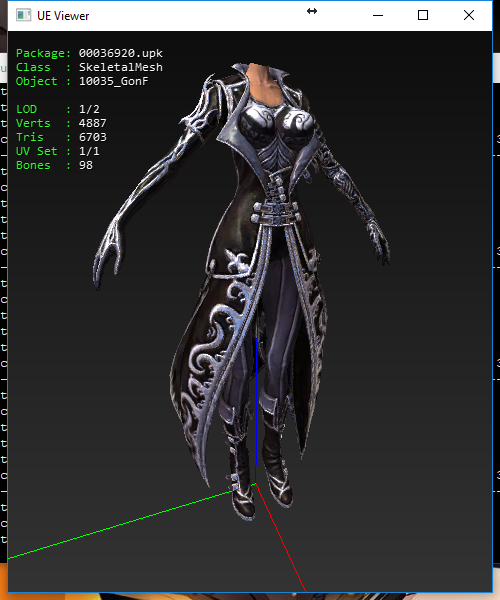 UE Viewer
Package: 00036920.upk
Class : SkeletalMesh
Object : 10035_GonF
LOD : 1/2
Verts : 4887
Tris : 6703
UV Set : 1/1
Bones : 98